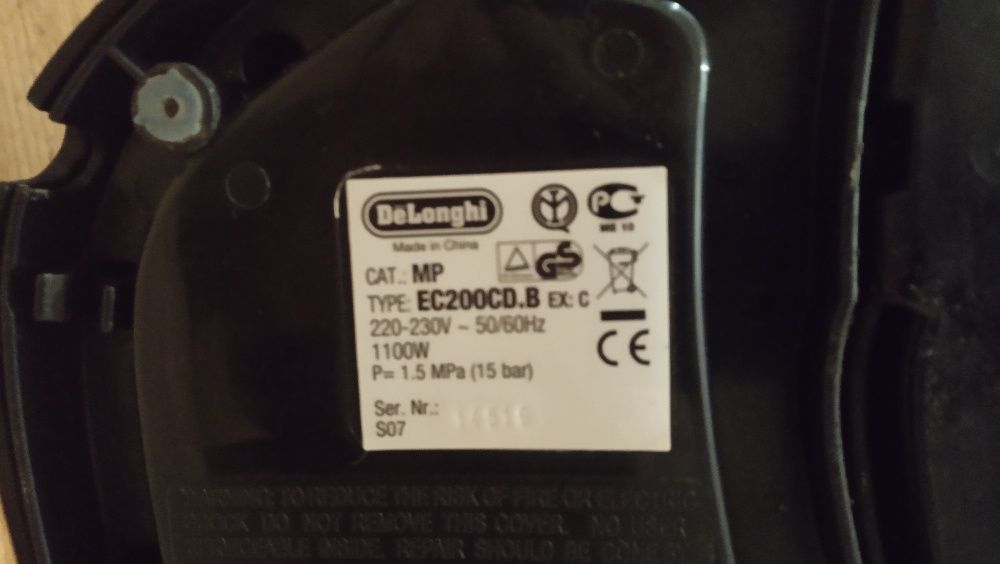 DeLonghi
Made in China
CAT.: MP
TYPE: EC200CD.B EX: C
220-230V ~ 50/60Hz
1100W
P= 1.5 MPa (15 bar)
Ser. Nr.:
S07
ME 10
GS
CE
WARNING: TO REDUCE THE RISK OF FIRE OR ELECTRIC
SHOCK DO NOT REMOVE THIS COVER. NO USER
SERVICEABLE INSIDE. REPAIR SHOULD BE